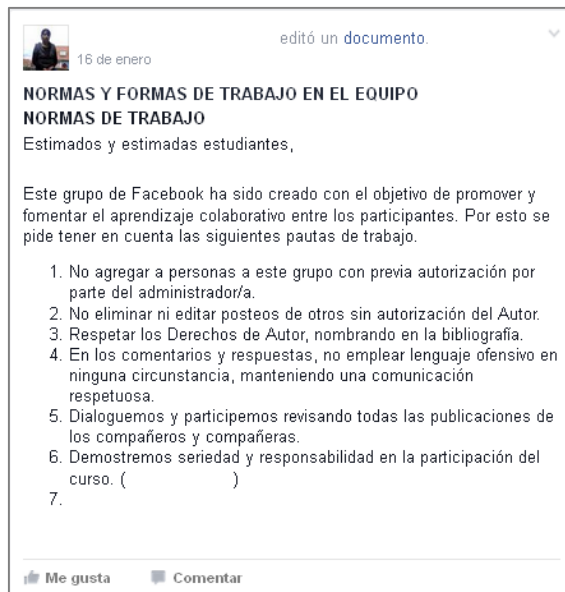 editó un documento.
16 de enero
NORMAS Y FORMAS DE TRABAJO EN EL EQUIPO
NORMAS DE TRABAJO
Estimados y estimadas estudiantes,
Este grupo de Facebook ha sido creado con el objetivo de promover y
fomentar el aprendizaje colaborativo entre los participantes. Por esto se
pide tener en cuenta las siguientes pautas de trabajo.
1. No agregar a personas a este grupo con previa autorización por
parte del administrador/a.
2. No eliminar ni editar posteos de otros sin autorización del Autor.
3. Respetar los Derechos de Autor, nombrando en la bibliografía.
4. En los comentarios y respuestas, no emplear lenguaje ofensivo en
ninguna circunstancia, manteniendo una comunicación
respetuosa.
5. Dialoguemos y participemos revisando todas las publicaciones de
los compañeros y compañeras.
6. Demostremos seriedad y responsabilidad en la participación del
curso. ( )
7.
Me gusta Comentar